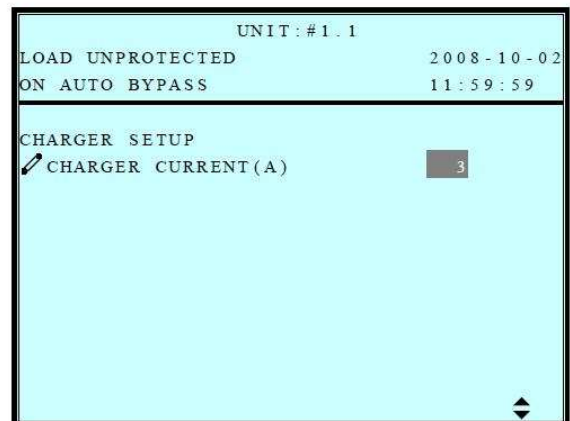 UNIT:#1.1
LOAD UNPROTECTED 2008-10-02
ON AUTO BYPASS 11:59:59
CHARGER SETUP
CHARGER CURRENT(A) 3